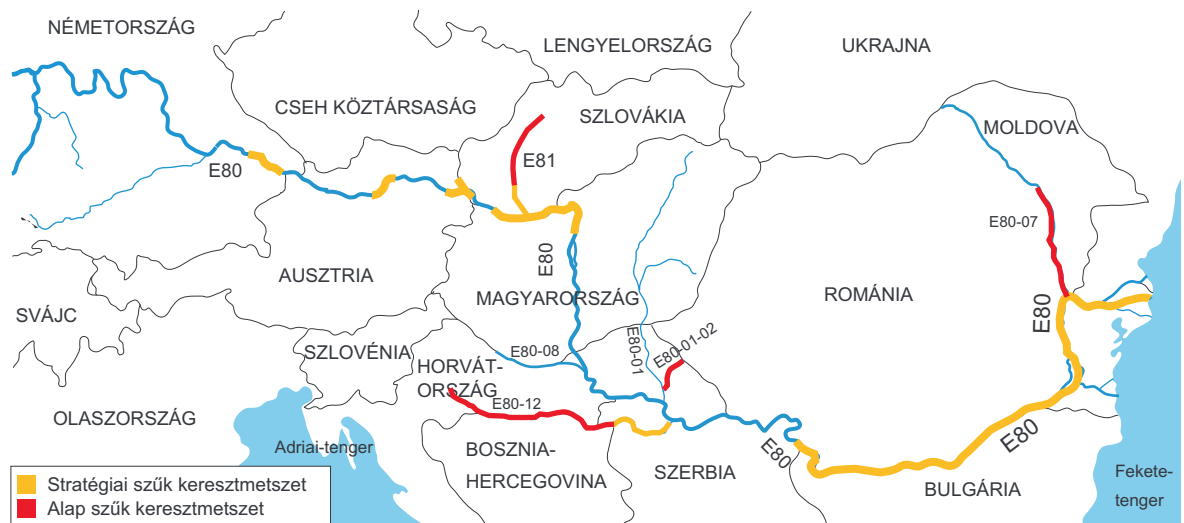 NÉMETORSZÁG
LENGYELORSZÁG
UKRAJNA
CSEH KÖZTÁRSASÁG
SZLOVÁKIA
MOLDOVA
E80
E81
E80-07
E80
AUSZTRIA
MAGYARORSZÁG
ROMÁNIA
SVÁJC
E80
SZLOVÉNIA
E80-08
E80-01
E80-01-02
HORVÁT-
ORSZÁG
E80-12
OLASZORSZÁG
Adriai-tenger
BOSZNIA-
HERCEGOVINA
SZERBIA
E80
E80
BULGÁRIA
Fekete-
tenger
Stratégiai szűk keresztmetszet
Alap szűk keresztmetszet